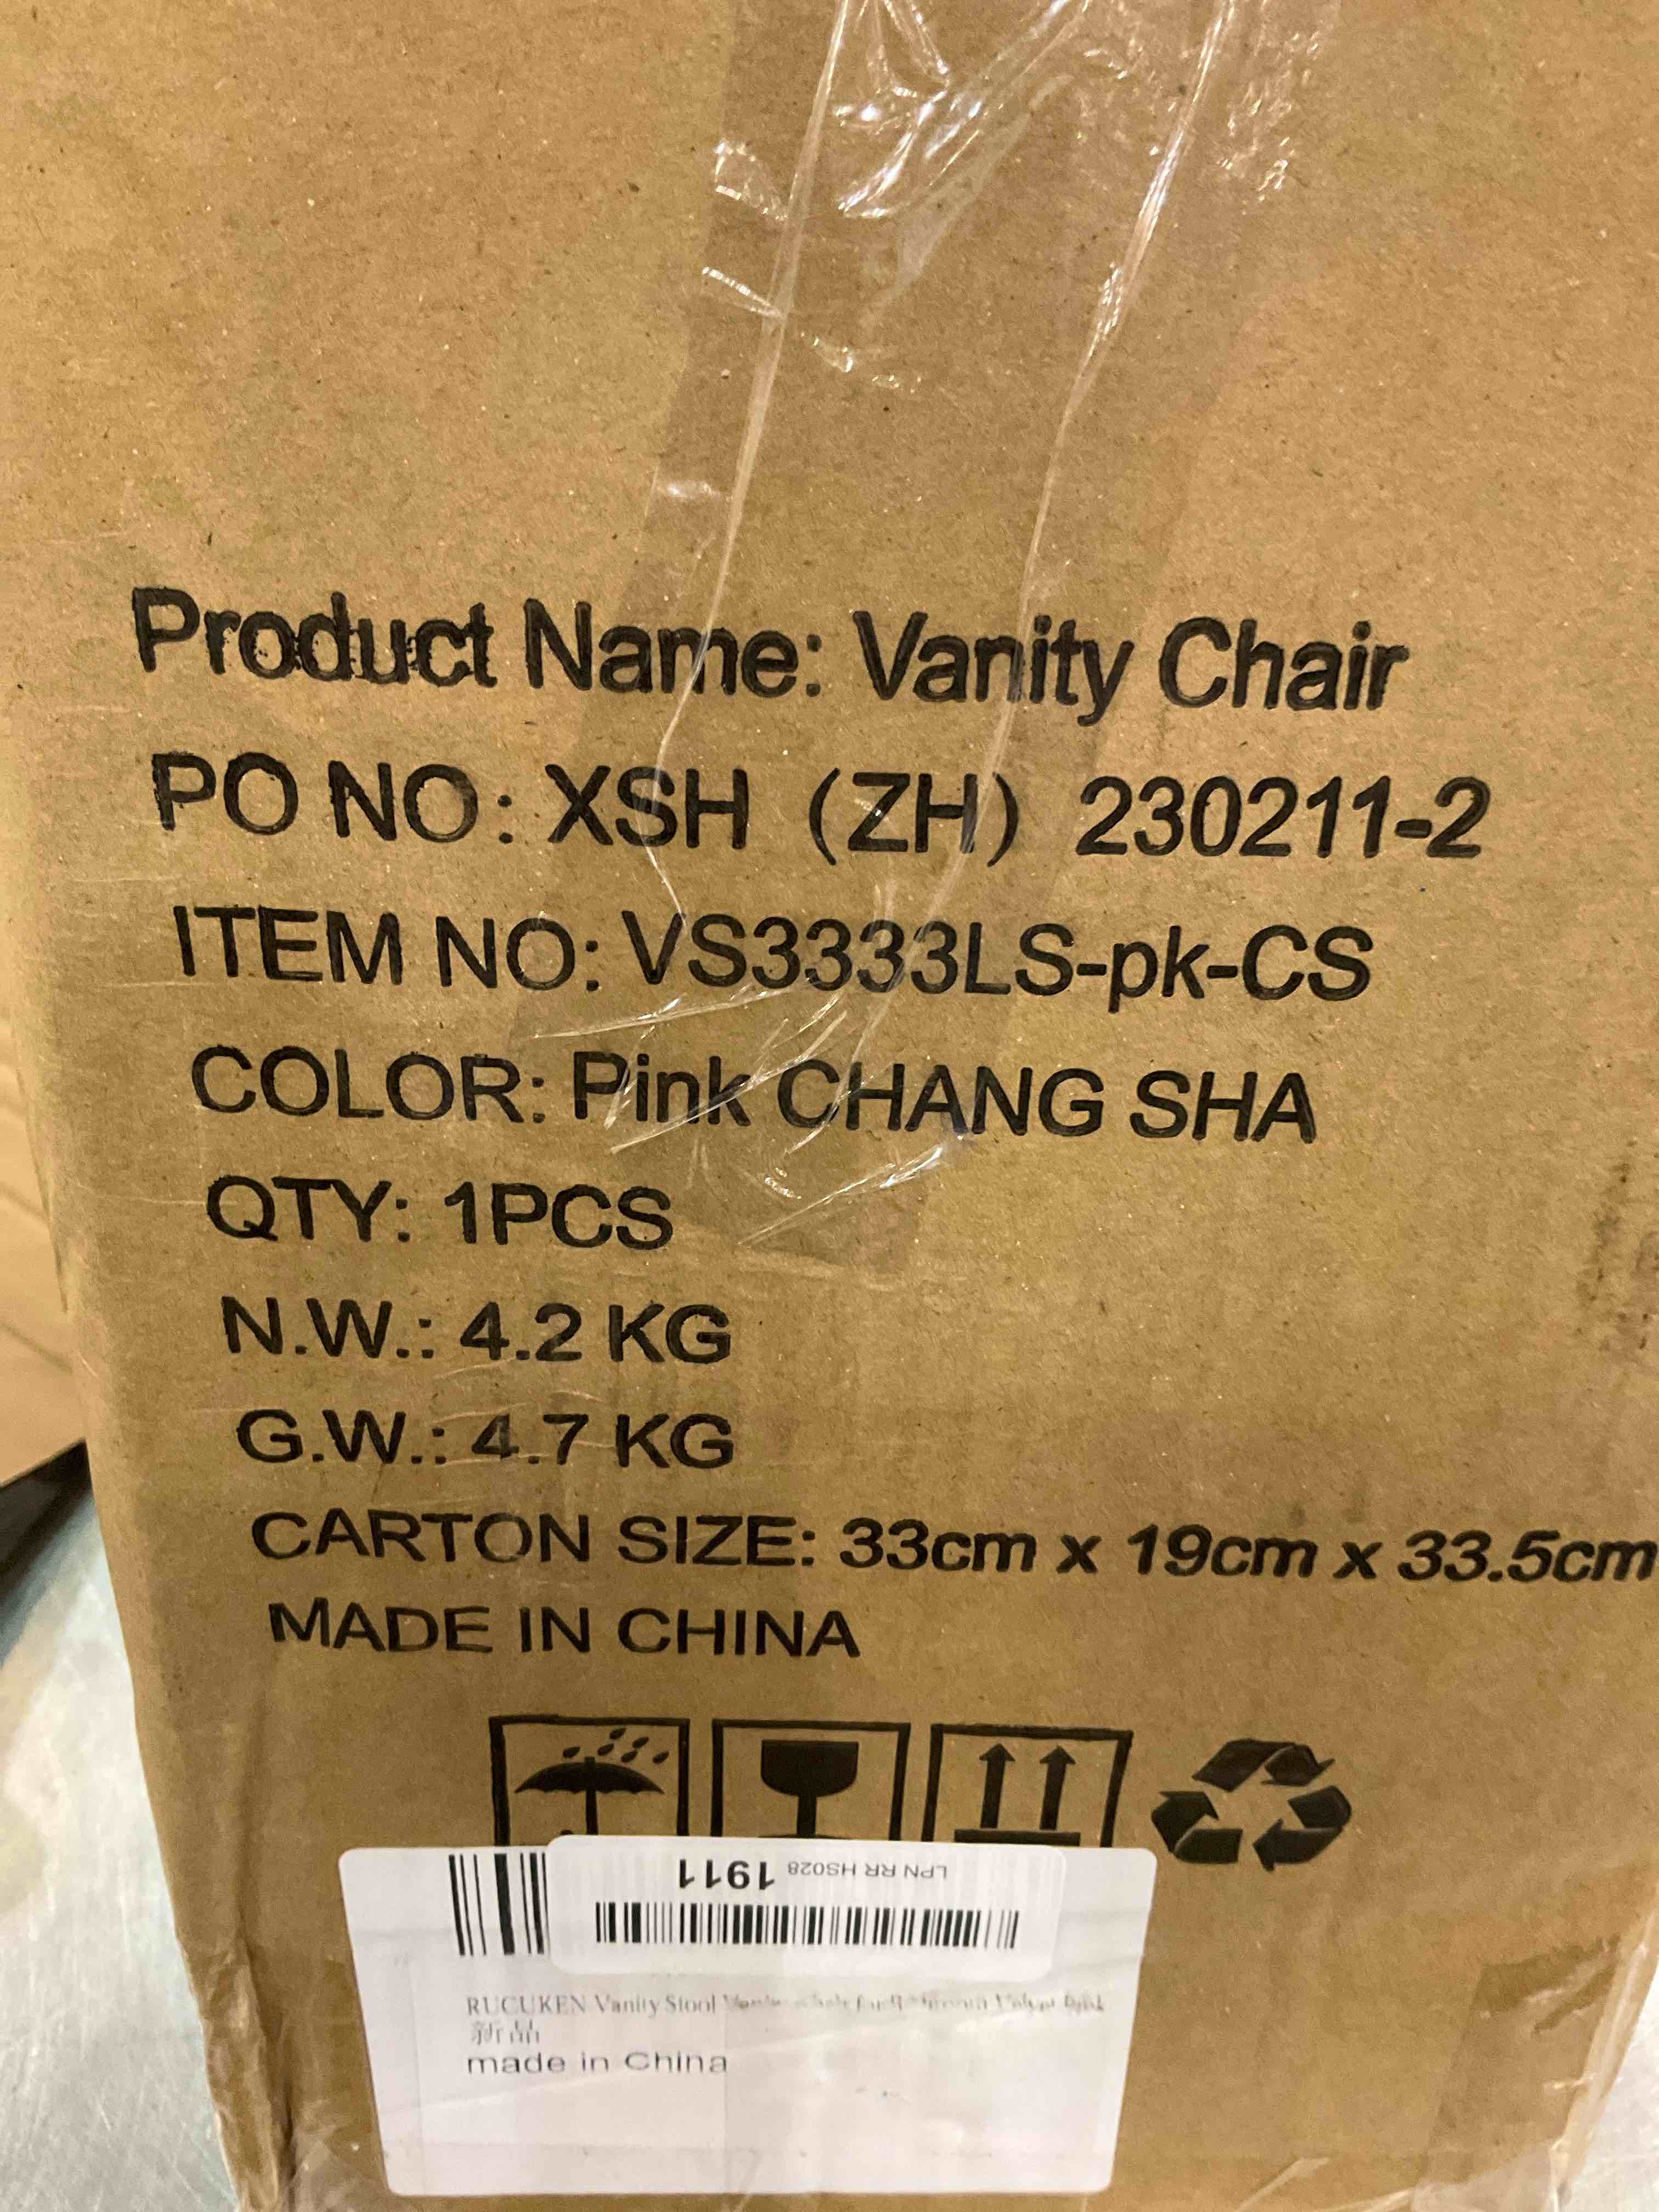 Product Name: Vanity Chair
PO NO: XSH (ZH) 230211-2
ITEM NO: VS3333LS-pk-CS
COLOR: Pink CHANG SHA
QTY: 1PCS
N.W.: 4.2 KG
G.W.: 4.7 KG
CARTON SIZE: 33cm x 19cm x 33.5cm
MADE IN CHINA
LPN RR HS028 1911
RUCUKEN Vanity Stool Velvet Pink
新品
made in China